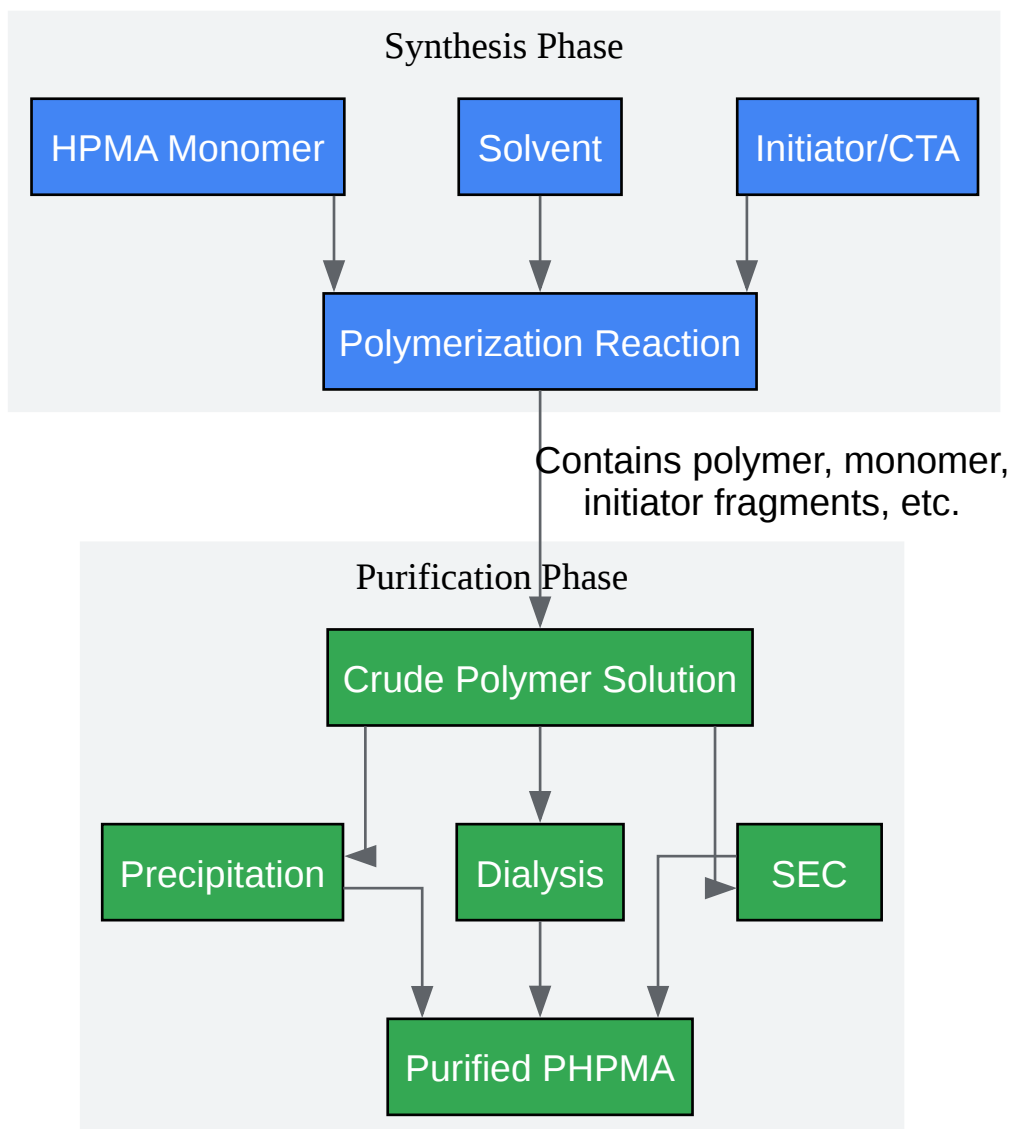 Synthesis Phase
HPMA Monomer
Solvent
Initiator/CTA
Polymerization Reaction
Contains polymer, monomer,
initiator fragments, etc.
Purification Phase
Crude Polymer Solution
Precipitation
Dialysis
SEC
Purified PHPMA